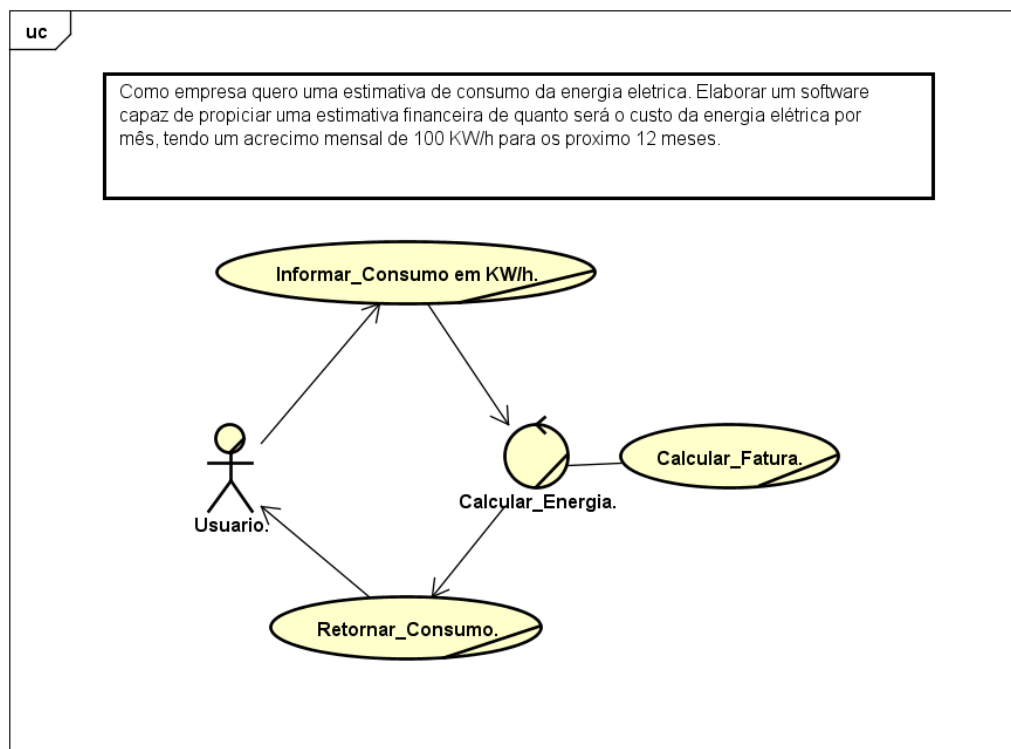 uc
Como empresa quero uma estimativa de consumo da energia eletrica. Elaborar um software
capaz de propiciar uma estimativa financeira de quanto será o custo da energia elétrica por
mês, tendo um acrecimo mensal de 100 KW/h para os proximo 12 meses.
Informar_Consumo em KW/h.
Usuario.
Calcular_Energia.
Calcular_Fatura.
Retornar_Consumo.